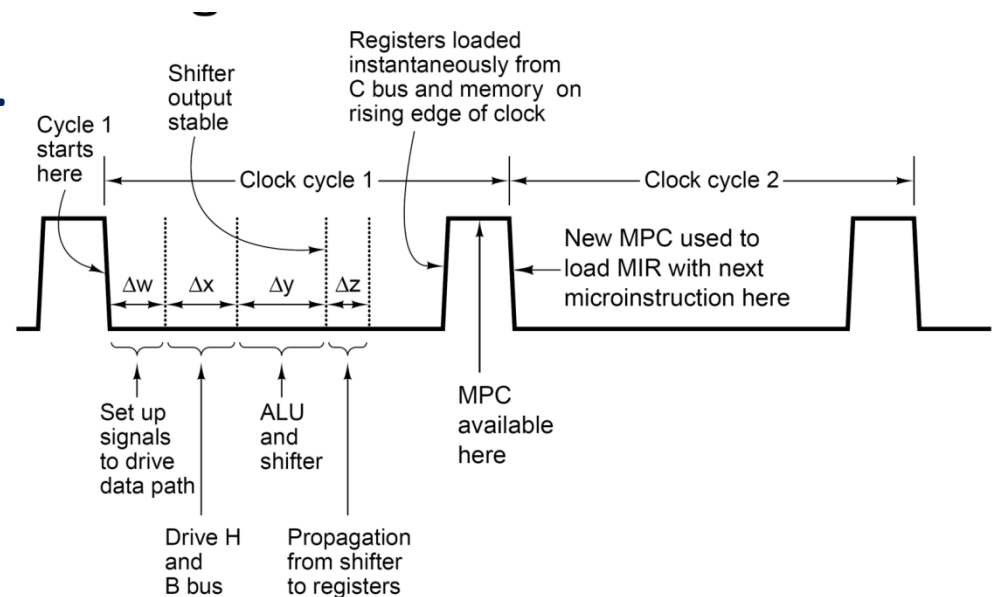 Cycle 1
starts
here
Shifter
output
stable
Registers loaded
instantaneously from
C bus and memory on
rising edge of clock
Clock cycle 1
Clock cycle 2
New MPC used to
load MIR with next
microinstruction here
Δw
Δx
Δy
Δz
Set up
signals
to drive
data path
ALU
and
shifter
MPC
available
here
Drive H
and
B bus
Propagation
from shifter
to registers